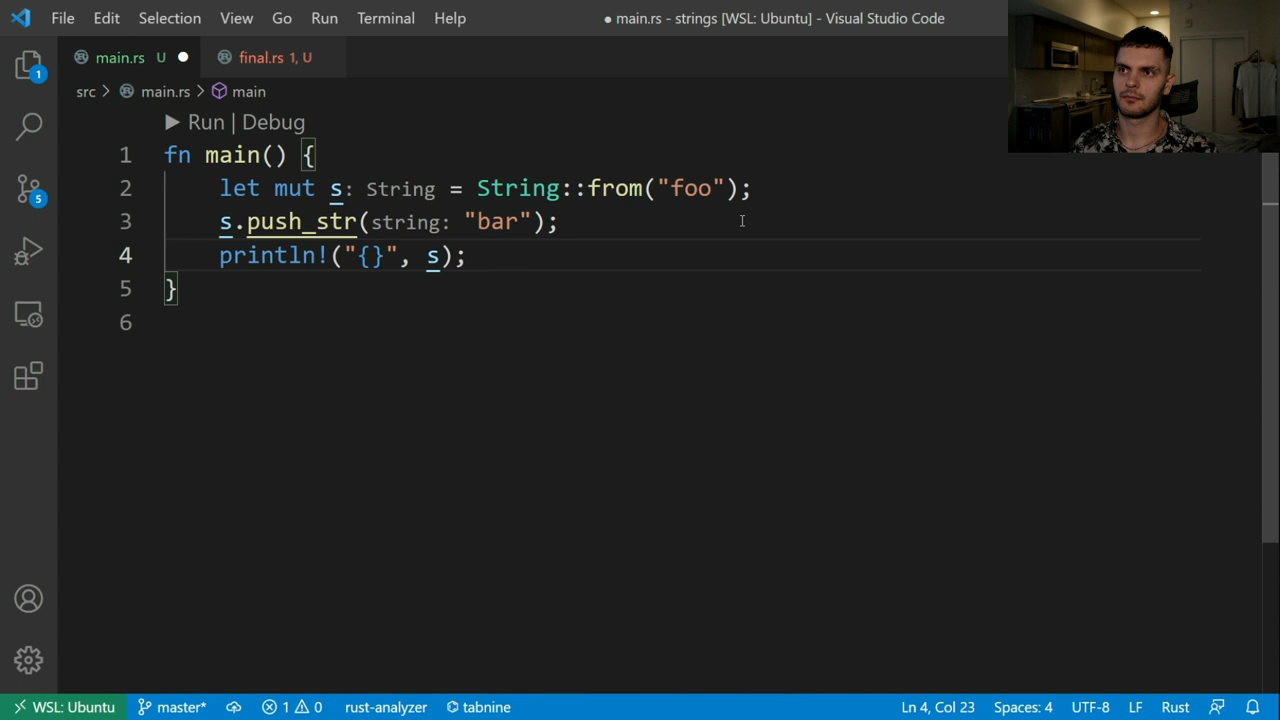 File Edit Selection View Go Run Terminal Help ● main.rs - strings [WSL: Ubuntu] - Visual Studio Code
main.rs U final.rs 1, U
src > main.rs > main
Run | Debug
1 fn main() {
2 let mut s: String = String::from("foo");
3 s.push_str(string: "bar");
4 println!("{}", s);
5 }
6
1
5
WSL: Ubuntu master* 1 0 rust-analyzer tabnine Ln 4, Col 23 Spaces: 4 UTF-8 LF Rust